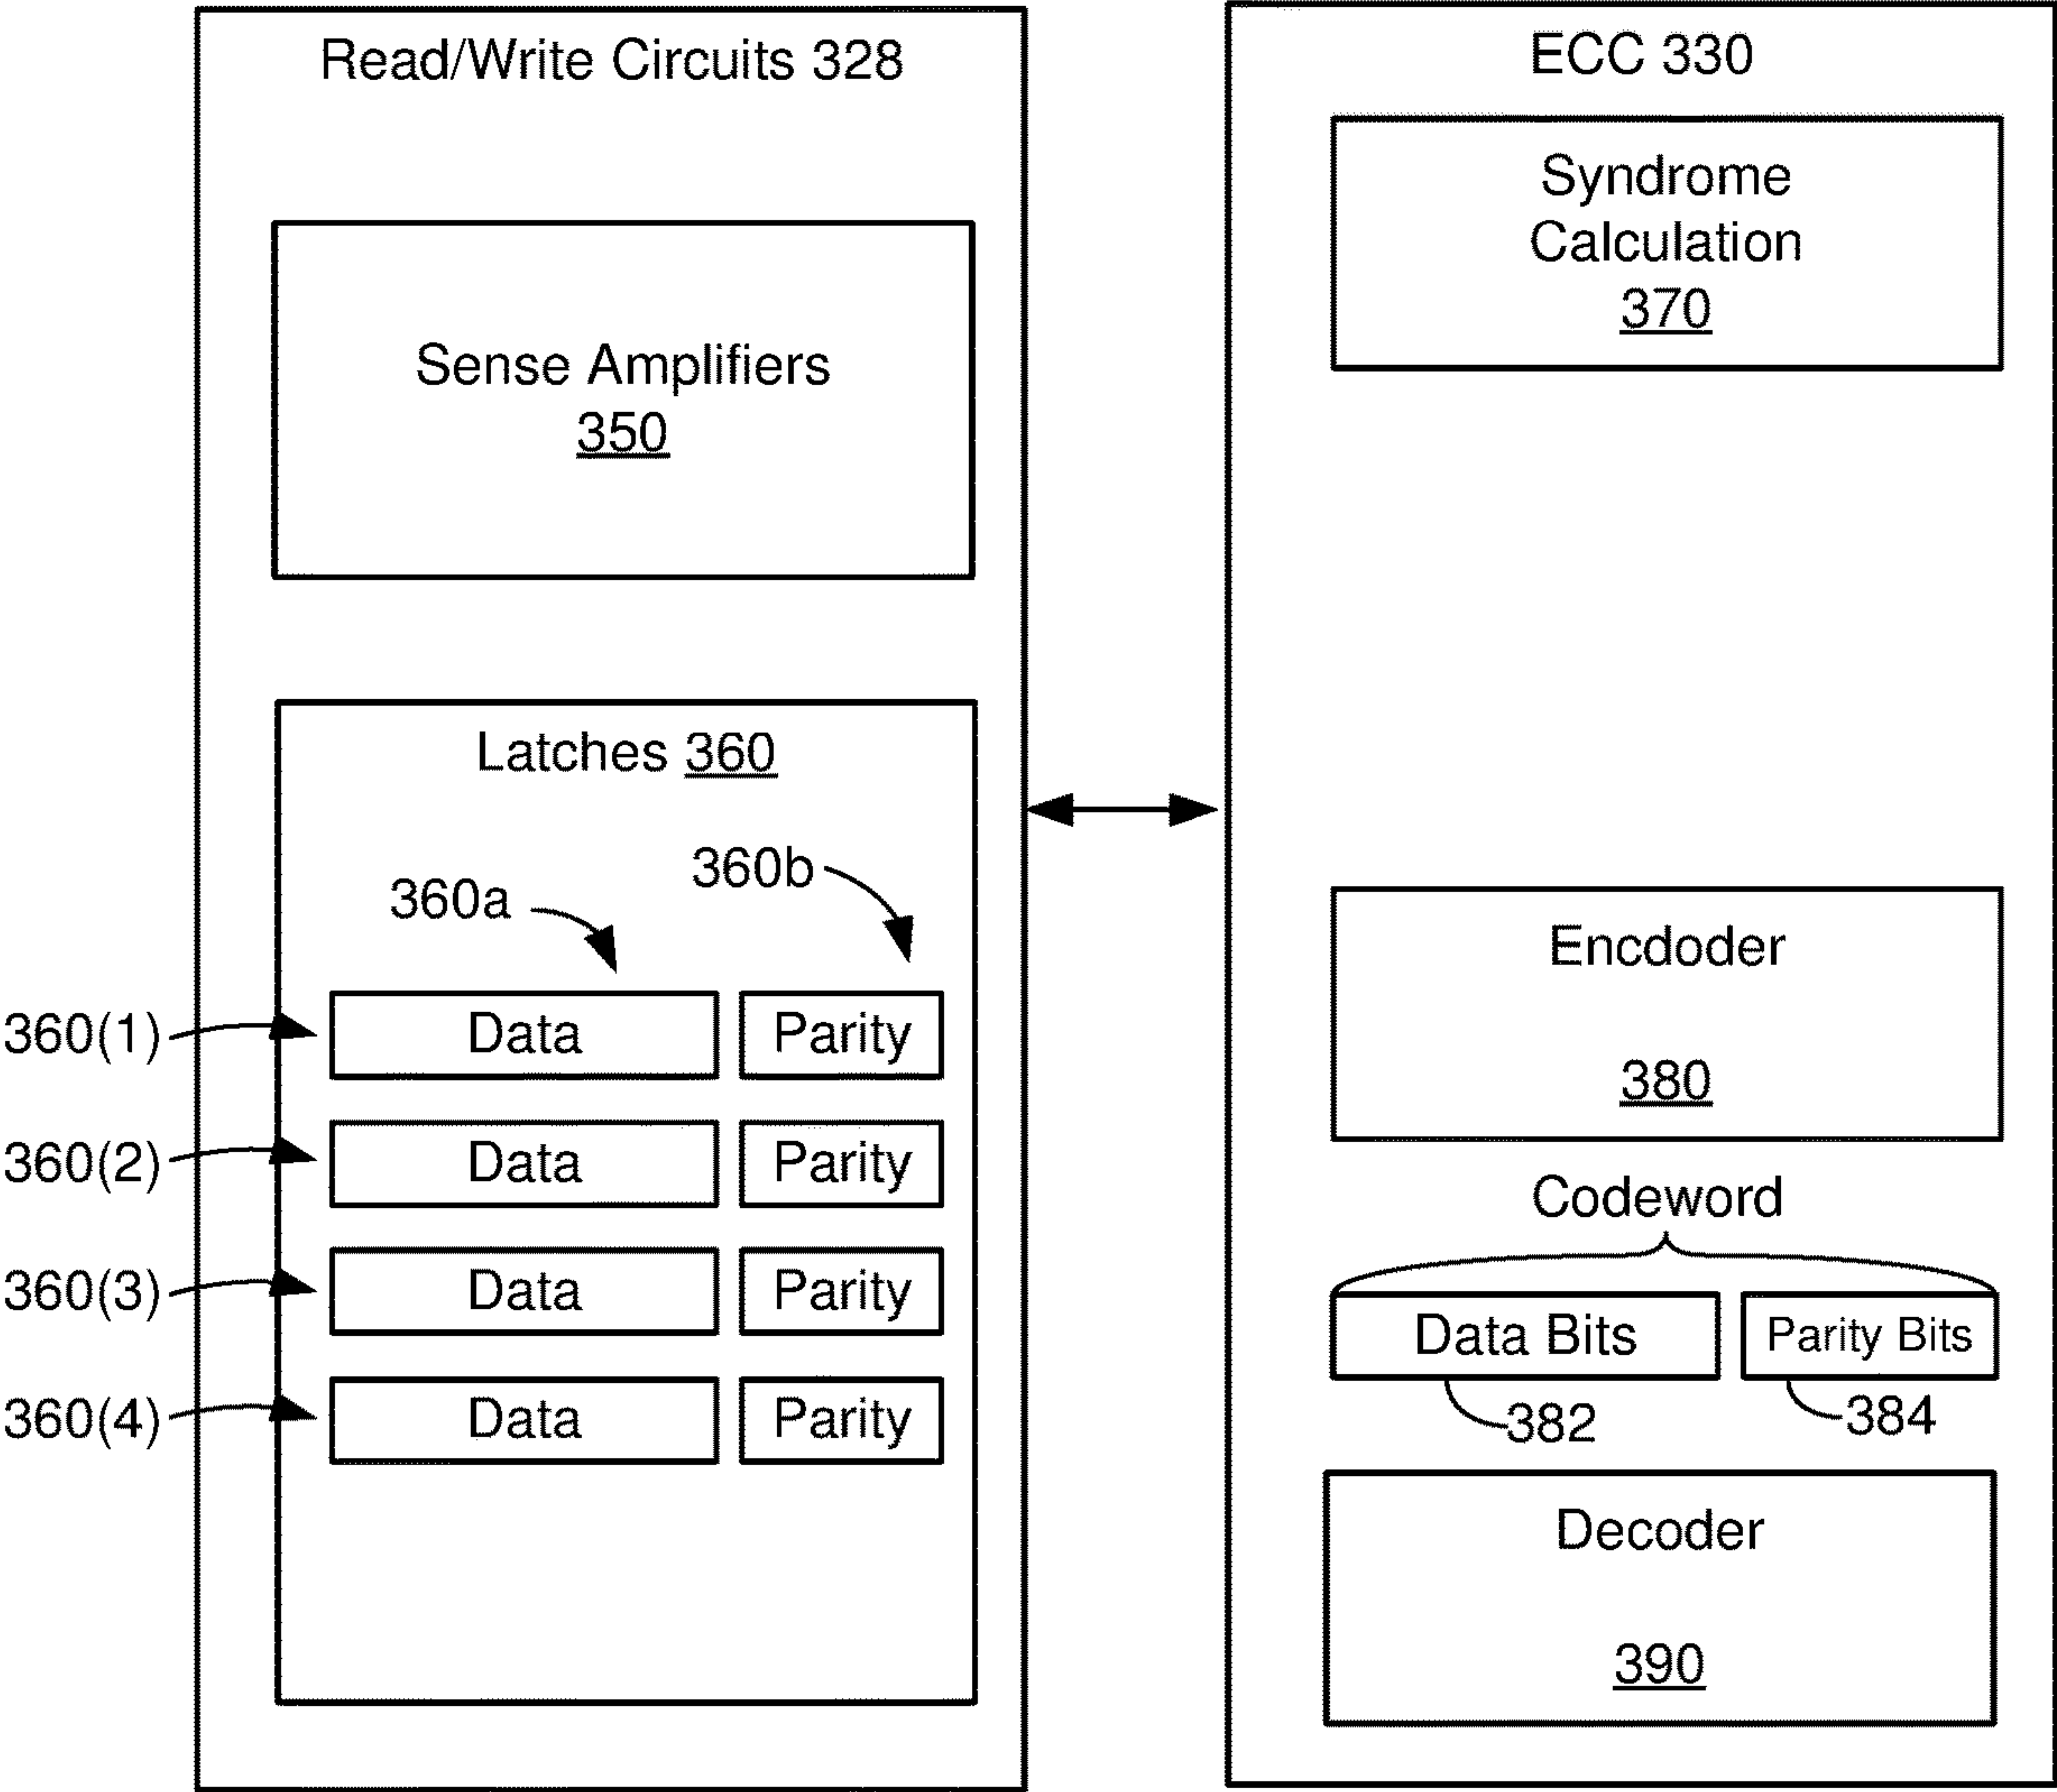 Read/Write Circuits 328
Sense Amplifiers
350
Latches 360
360a
360b
360(1)
Data
Parity
360(2)
Data
Parity
360(3)
Data
Parity
360(4)
Data
Parity
ECC 330
Syndrome
Calculation
370
Encdoder
380
Codeword
Data Bits
Parity Bits
382
384
Decoder
390